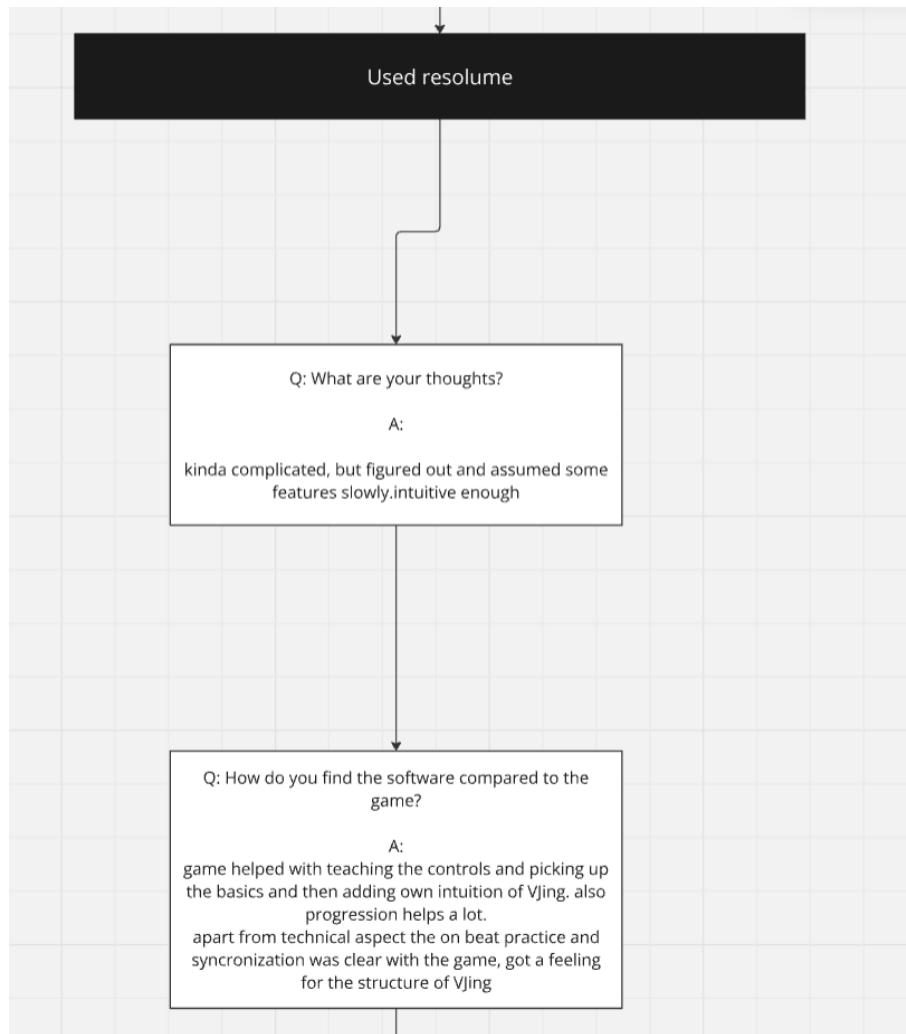 Used resolume
Q: What are your thoughts?
A:
kinda complicated, but figured out and assumed some
features slowly.intuitive enough
Q: How do you find the software compared to the
game?
A:
game helped with teaching the controls and picking up
the basics and then adding own intuition of VJing. also
progression helps a lot.
apart from technical aspect the on beat practice and
syncronization was clear with the game, got a feeling
for the structure of VJing